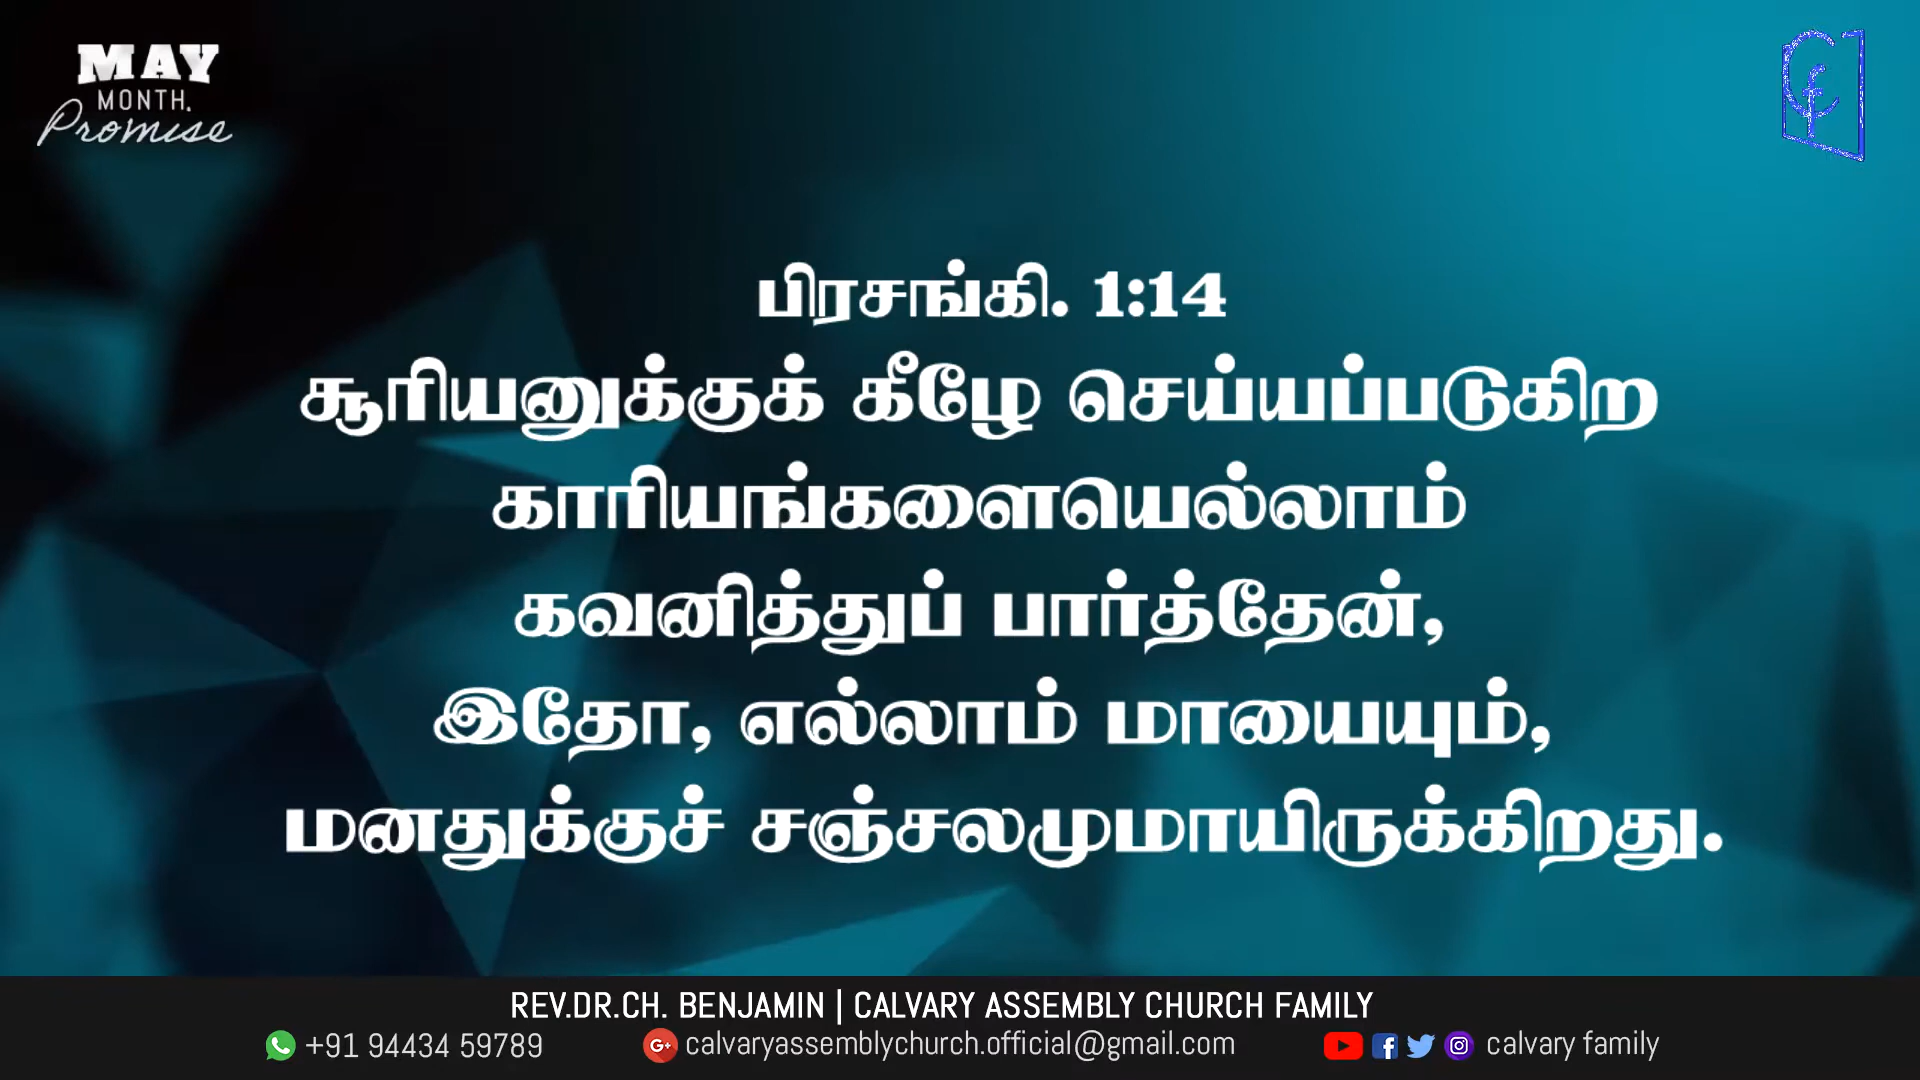 MAY
MONTH.
Promise
பிரசங்கி. 1:14
சூரியனுக்குக் கீழே செய்யப்படுகிற
காரியங்களையெல்லாம்
கவனித்துப் பார்த்தேன்,
இதோ, எல்லாம் மாயையும்,
மனதுக்குச் சஞ்சலமுமாயிருக்கிறது.
REV.DR.CH. BENJAMIN | CALVARY ASSEMBLY CHURCH FAMILY
+91 94434 59789 G+ calvaryassemblychurch.official@gmail.com f calvary family